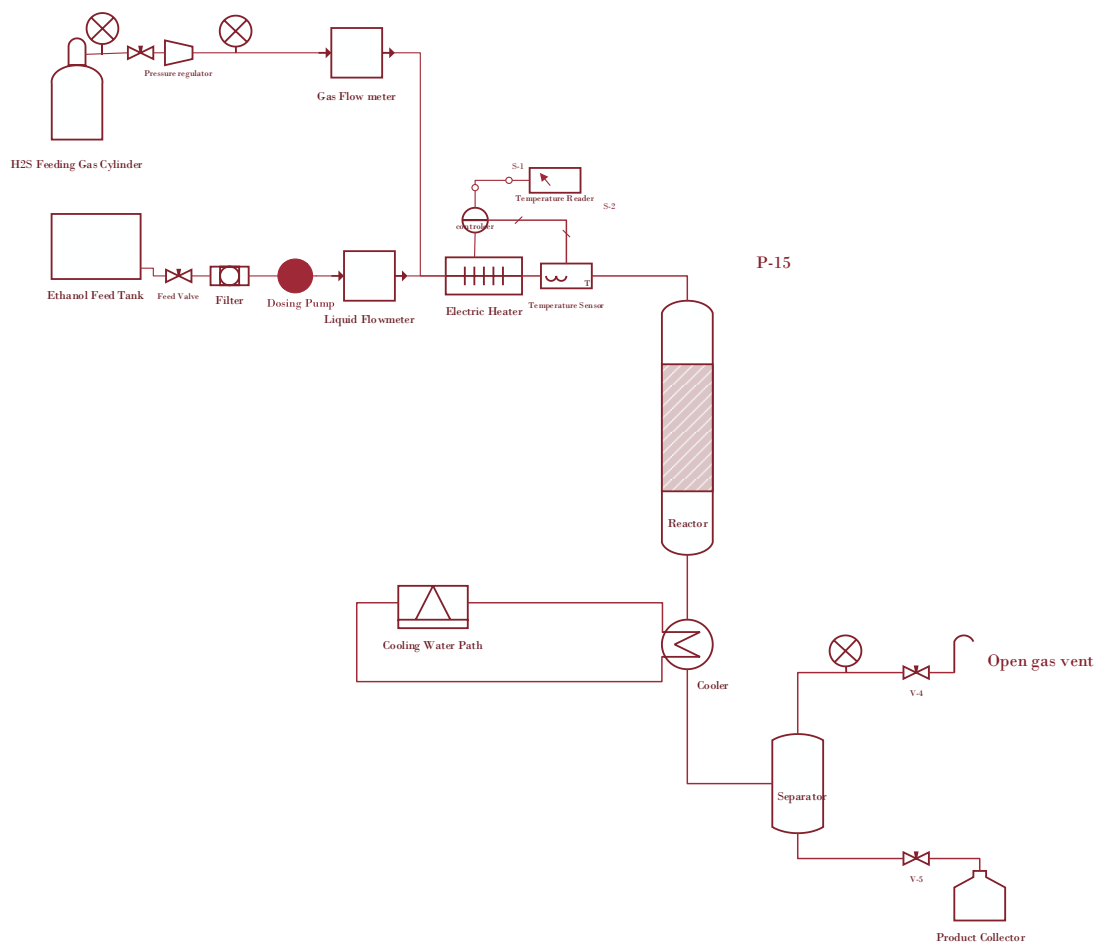 Pressure regulator
Gas Flow meter
H2S Feeding Gas Cylinder
S-1
Temperature Reader
S-2
controller
P-15
T
Ethanol Feed Tank
Feed Valve
Filter
Dosing Pump
Liquid Flowmeter
Electric Heater
Temperature Sensor
Reactor
Cooling Water Path
Cooler
Open gas vent
V-4
Separator
V-5
Product Collector